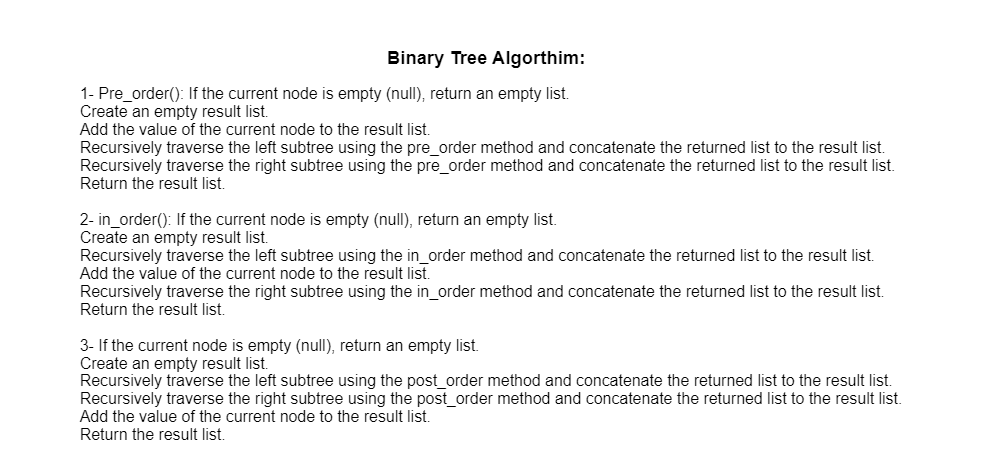 Binary Tree Algorthim:
1- Pre_order(): If the current node is empty (null), return an empty list.
Create an empty result list.
Add the value of the current node to the result list.
Recursively traverse the left subtree using the pre_order method and concatenate the returned list to the result list.
Recursively traverse the right subtree using the pre_order method and concatenate the returned list to the result list.
Return the result list.
2- in_order(): If the current node is empty (null), return an empty list.
Create an empty result list.
Recursively traverse the left subtree using the in_order method and concatenate the returned list to the result list.
Add the value of the current node to the result list.
Recursively traverse the right subtree using the in_order method and concatenate the returned list to the result list.
Return the result list.
3- If the current node is empty (null), return an empty list.
Create an empty result list.
Recursively traverse the left subtree using the post_order method and concatenate the returned list to the result list.
Recursively traverse the right subtree using the post_order method and concatenate the returned list to the result list.
Add the value of the current node to the result list.
Return the result list.